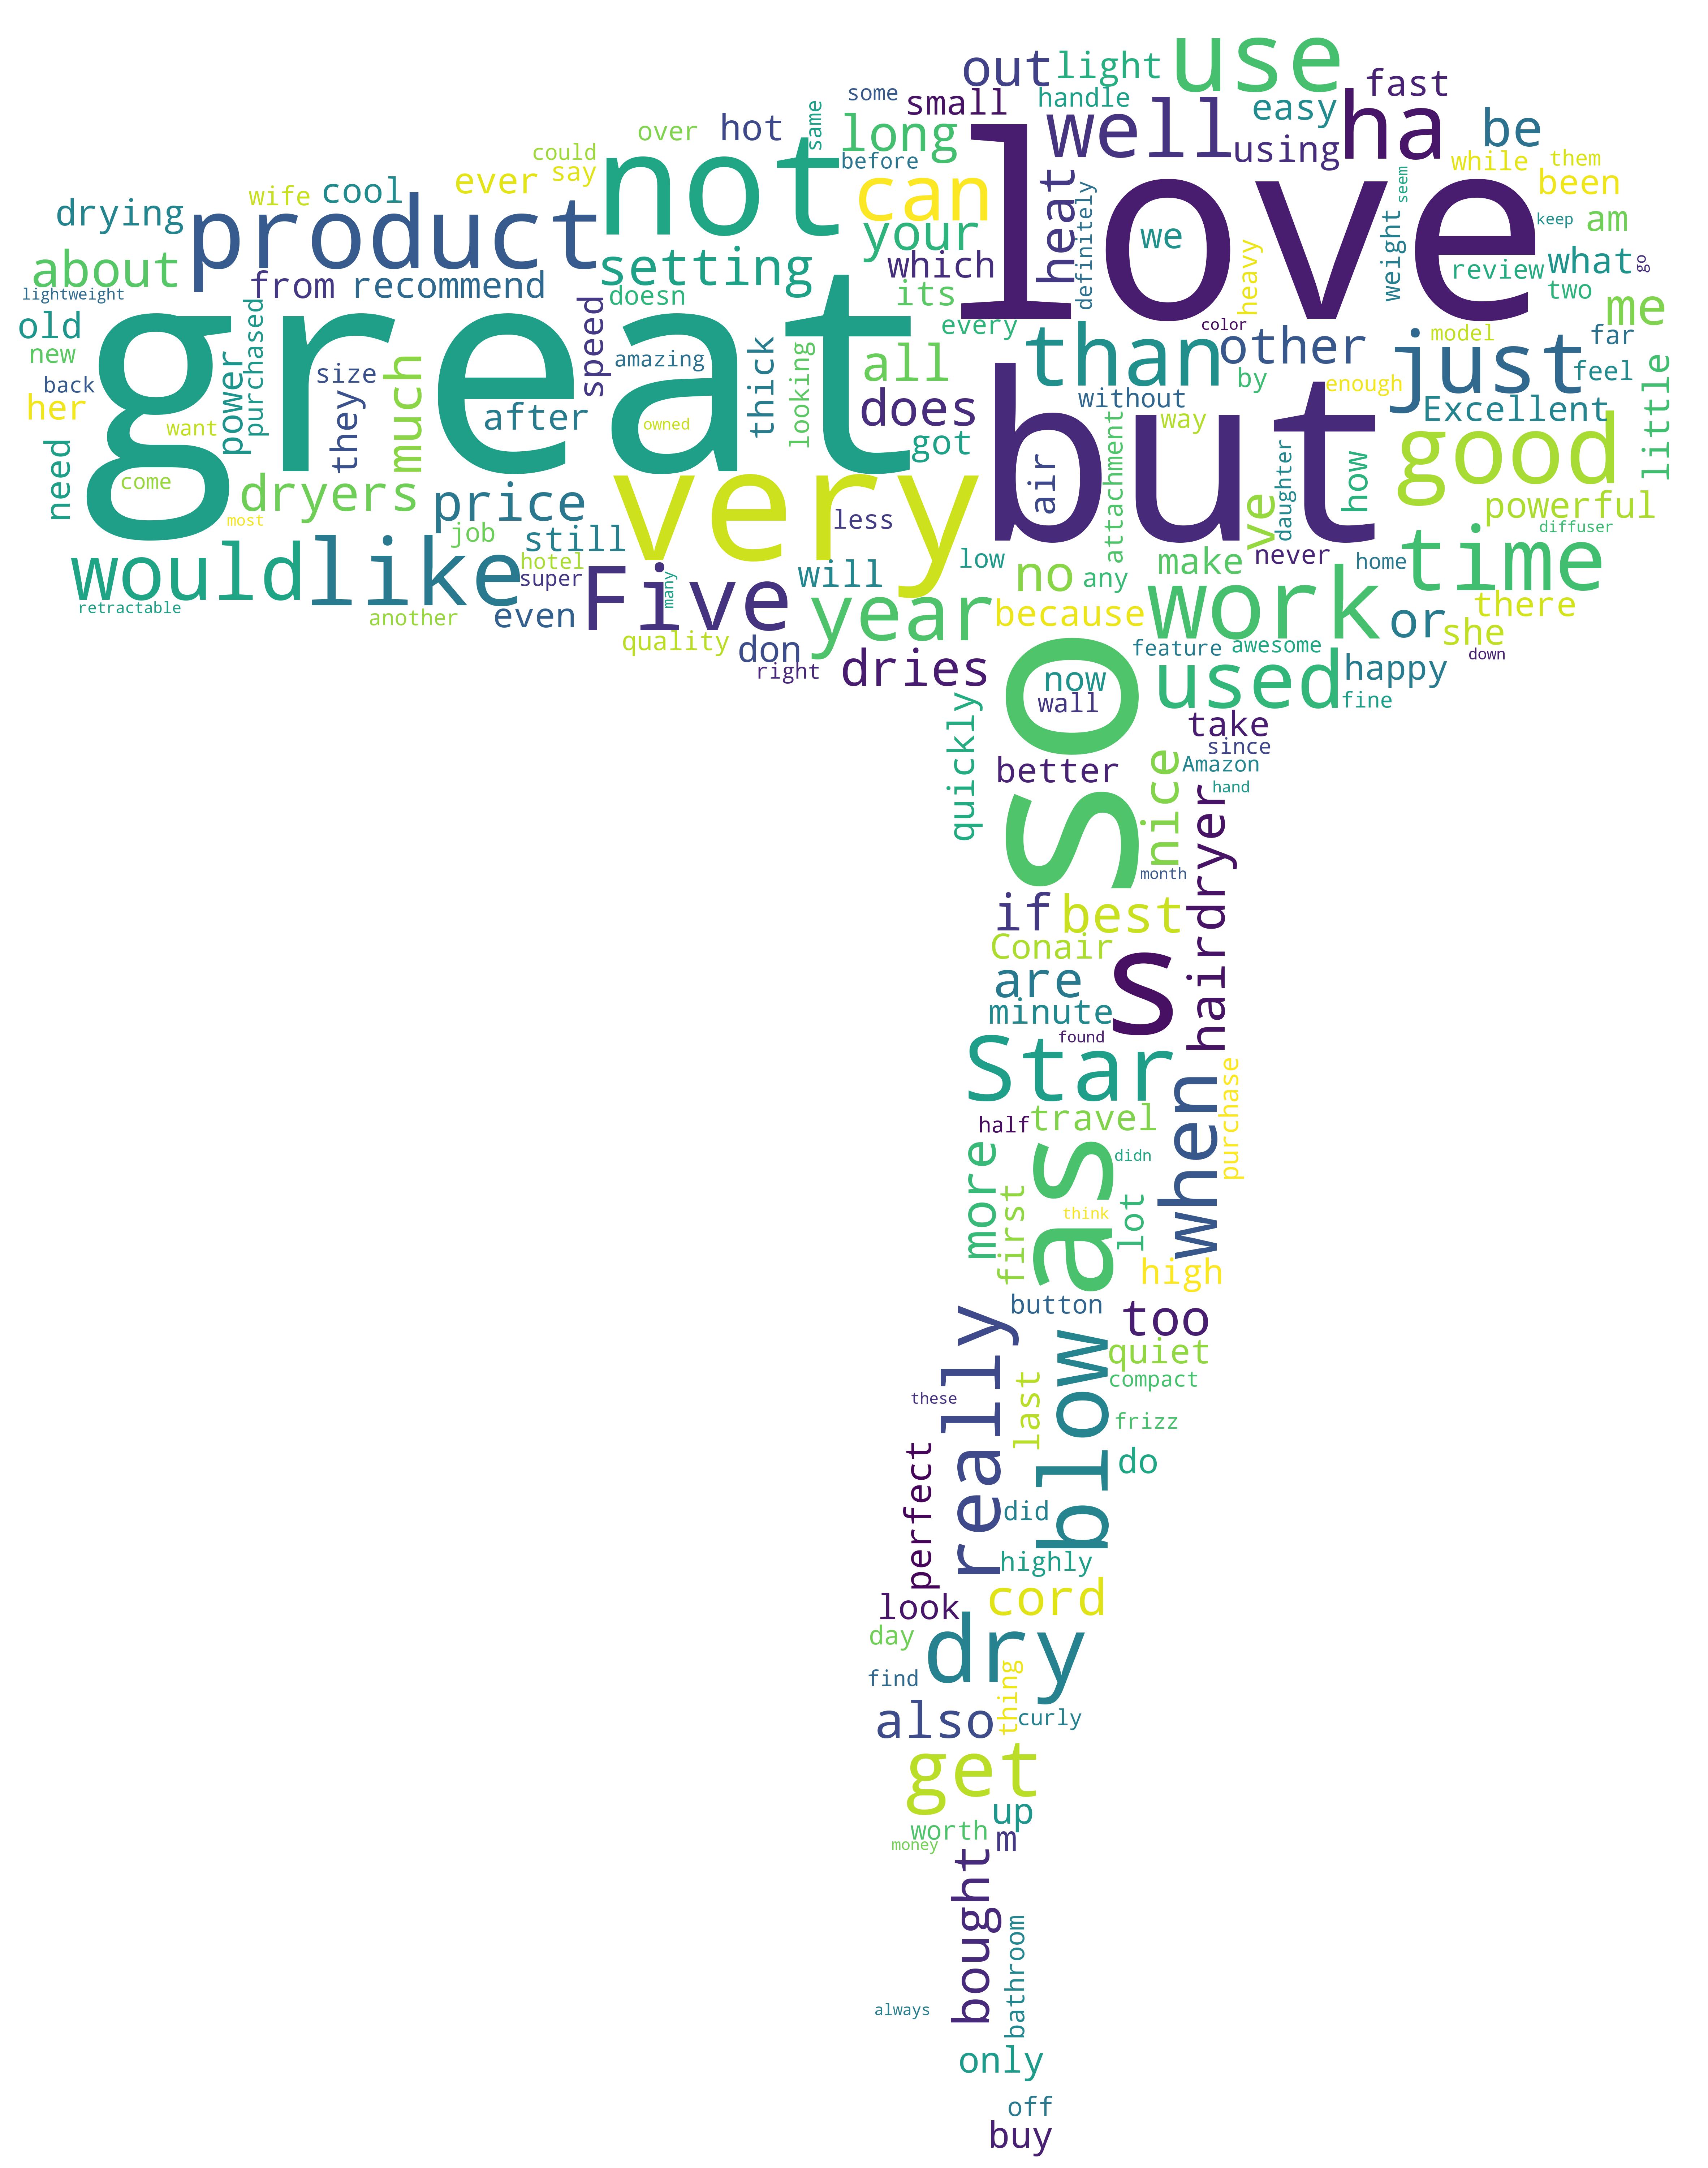 out light use
some small handle easy fast
over hot same long well using ha be
could before while them
wife cool ever say not can love heat definitely seem been
drying product your we weight keep am
about setting which heavy review what go
lightweight from recommend doesn its two me
old great speed every color model far
new purchased amazing thick looking all than other just feel
back power size they much does without by enough
her want after owned got but way Excellent little
need come dryers price very air attachment daughter how good
most less ve powerful
job still low diffuser
would like hotel Five will no any make never home time
retractable super many year because work or there
another even quality don feature awesome she
right dries so now used happy down
quickly wall fine
take
since
better nice Amazon
hand
hairdryer
month
if best
Conair
are s
minute
found
Star
when purchase
half travel
more as didn
first think lot
high
button too
really blow quiet
last compact
these
frizz
perfect do
did
highly
look cord
day dry
find thing
also curly
get
up
worth m
money
bought
bathroom
always
only
off
buy